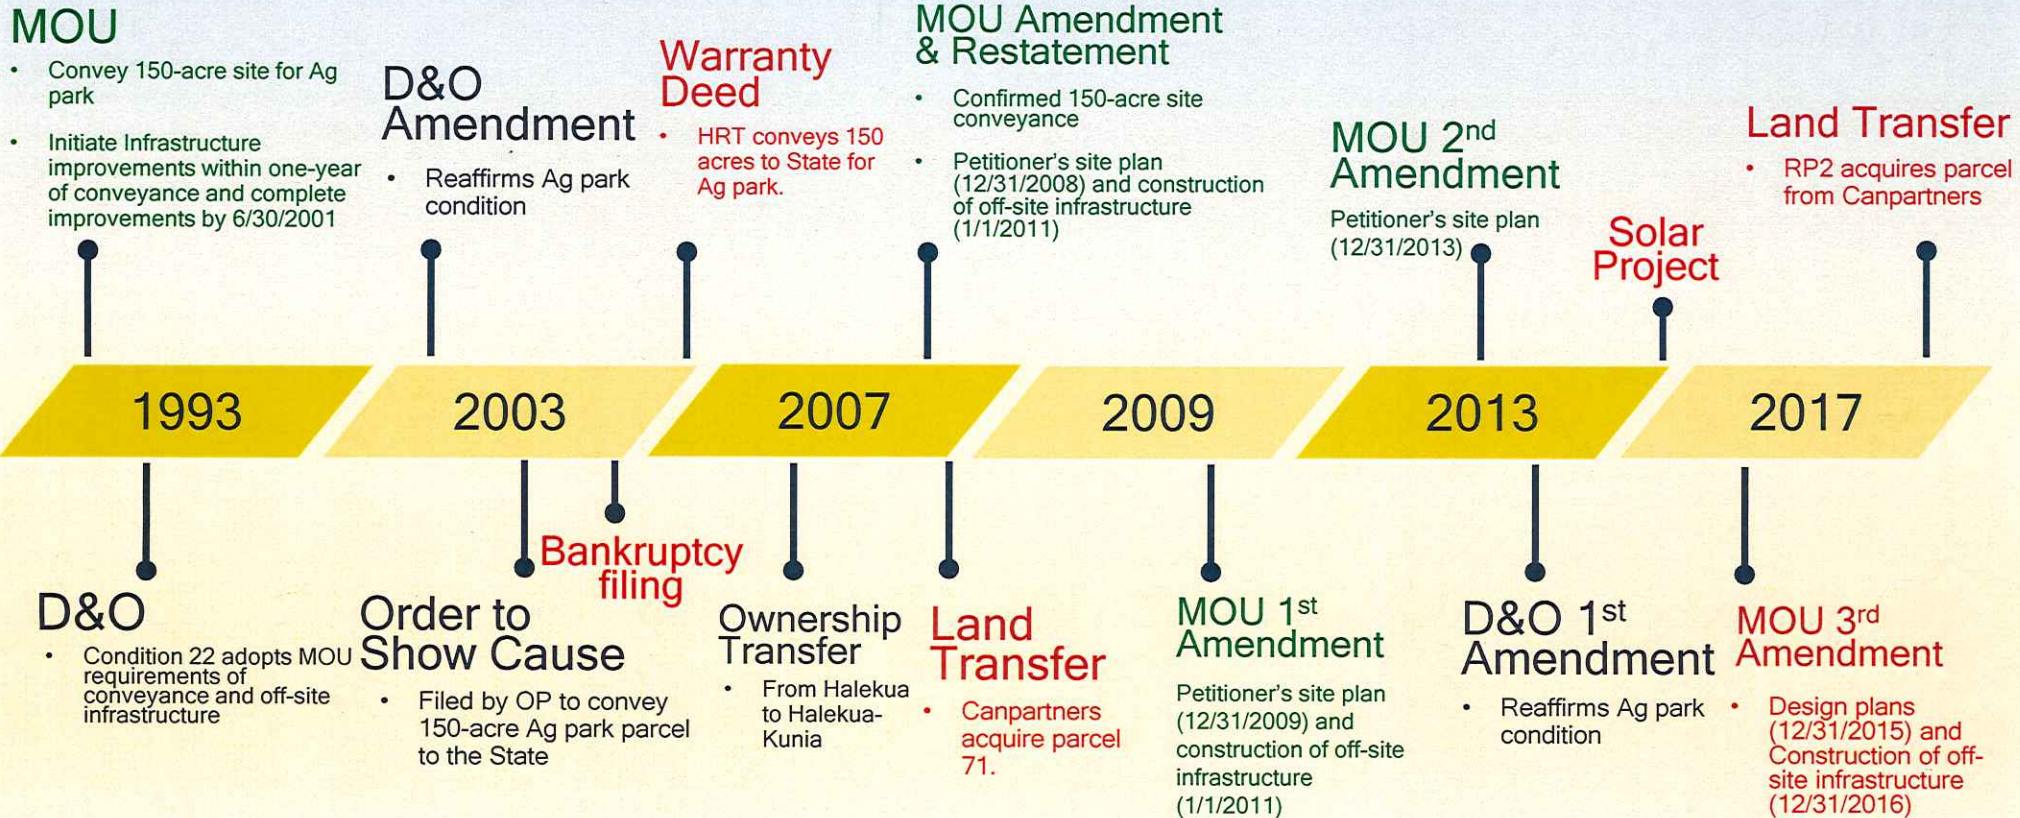 MOU
• Convey 150-acre site for Ag
park
• Initiate Infrastructure
improvements within one-year
of conveyance and complete
improvements by 6/30/2001
D&O
Amendment
• Reaffirms Ag park
condition
Warranty
Deed
• HRT conveys 150
acres to State for
Ag park.
MOU Amendment
& Restatement
• Confirmed 150-acre site
conveyance
• Petitioner's site plan
(12/31/2008) and construction
of off-site infrastructure
(1/1/2011)
MOU 2nd
Amendment
Petitioner's site plan
(12/31/2013)
Solar
Project
Land Transfer
• RP2 acquires parcel
from Canpartners
1993
2003
2007
2009
2013
2017
D&O
• Condition 22 adopts MOU
requirements of
conveyance and off-site
infrastructure
Order to
Show Cause
• Filed by OP to convey
150-acre Ag park parcel
to the State
Bankruptcy
filing
Ownership
Transfer
• From Halekua
to Halekua-
Kunia
Land
Transfer
• Canpartners
acquire parcel
71.
MOU 1st
Amendment
Petitioner's site plan
(12/31/2009) and
construction of off-site
infrastructure
(1/1/2011)
D&O 1st
Amendment
• Reaffirms Ag park
condition
MOU 3rd
Amendment
• Design plans
(12/31/2015) and
Construction of off-
site infrastructure
(12/31/2016)